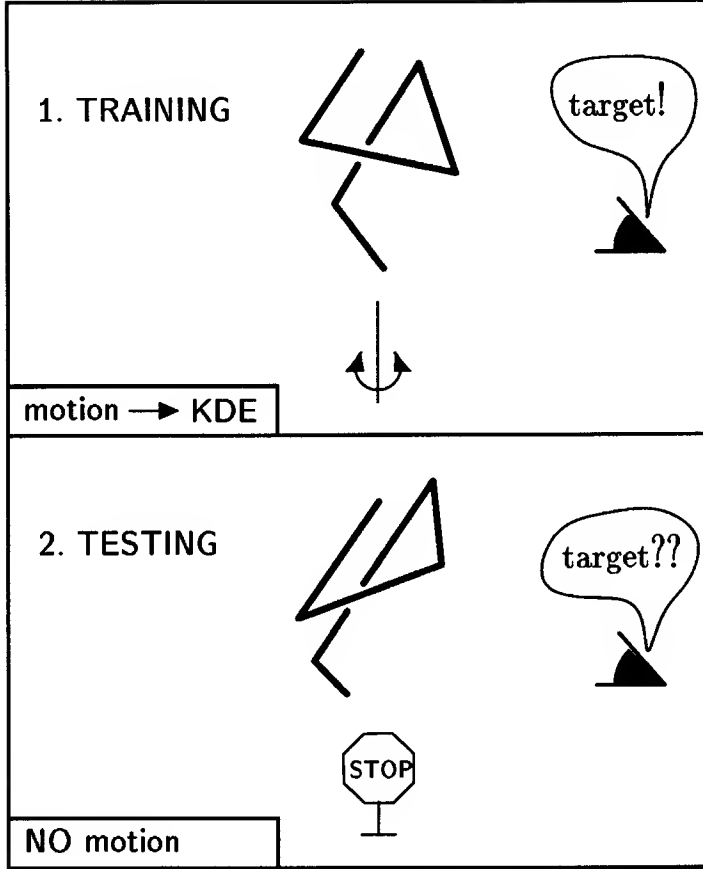 1. TRAINING
target!
motion → KDE
2. TESTING
target??
STOP
NO motion